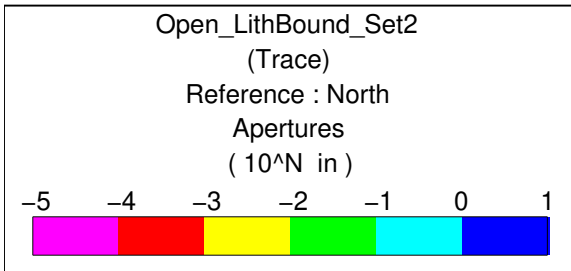 Open_LithBound_Set2
(Trace)
Reference : North
Apertures
( 10^N in )
−5 −4 −3 −2 −1 0 1